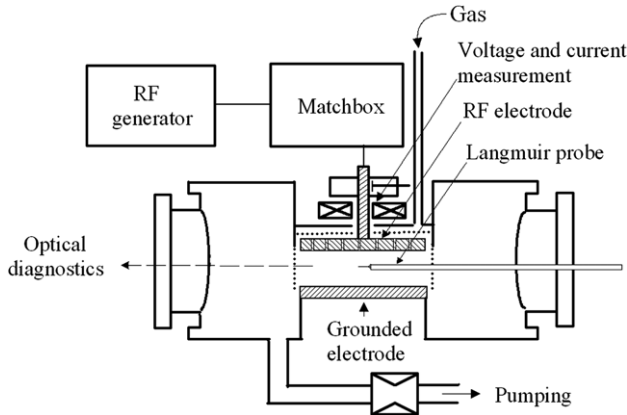 Gas
Voltage and current
measurement
RF
generator
Matchbox
RF electrode
Langmuir probe
Optical
diagnostics
Grounded
electrode
Pumping